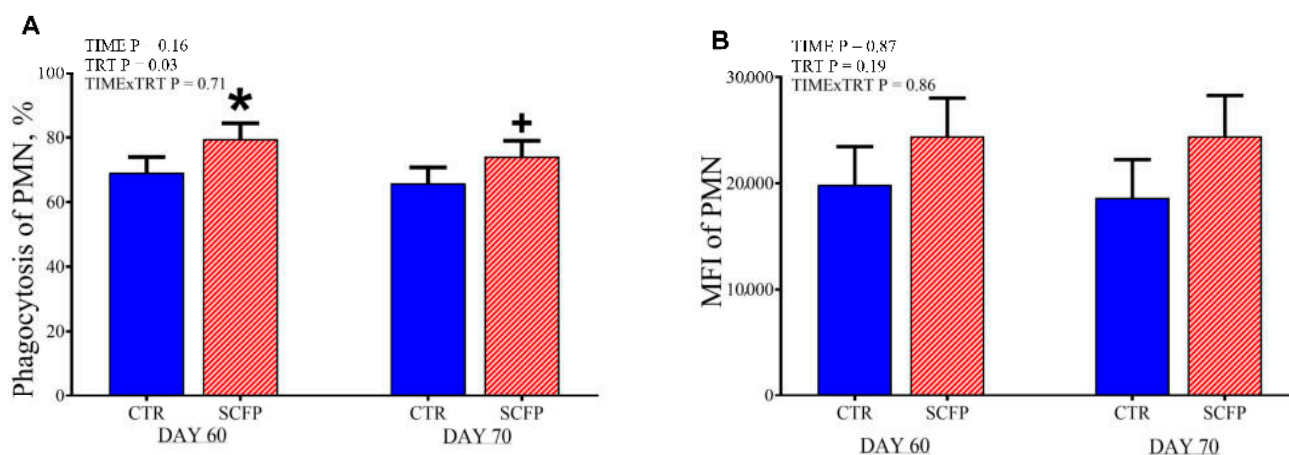 A
TIME P = 0.16
TRT P = 0.03
TIMExTRT P = 0.71
100
80
60
40
20
0
Phagocytosis of PMN, %
*
+
CTR SCFP CTR SCFP
DAY 60 DAY 70
B
TIME P = 0.87
TRT P = 0.19
TIMExTRT P = 0.86
30,000
20,000
10,000
0
MFI of PMN
CTR SCFP CTR SCFP
DAY 60 DAY 70